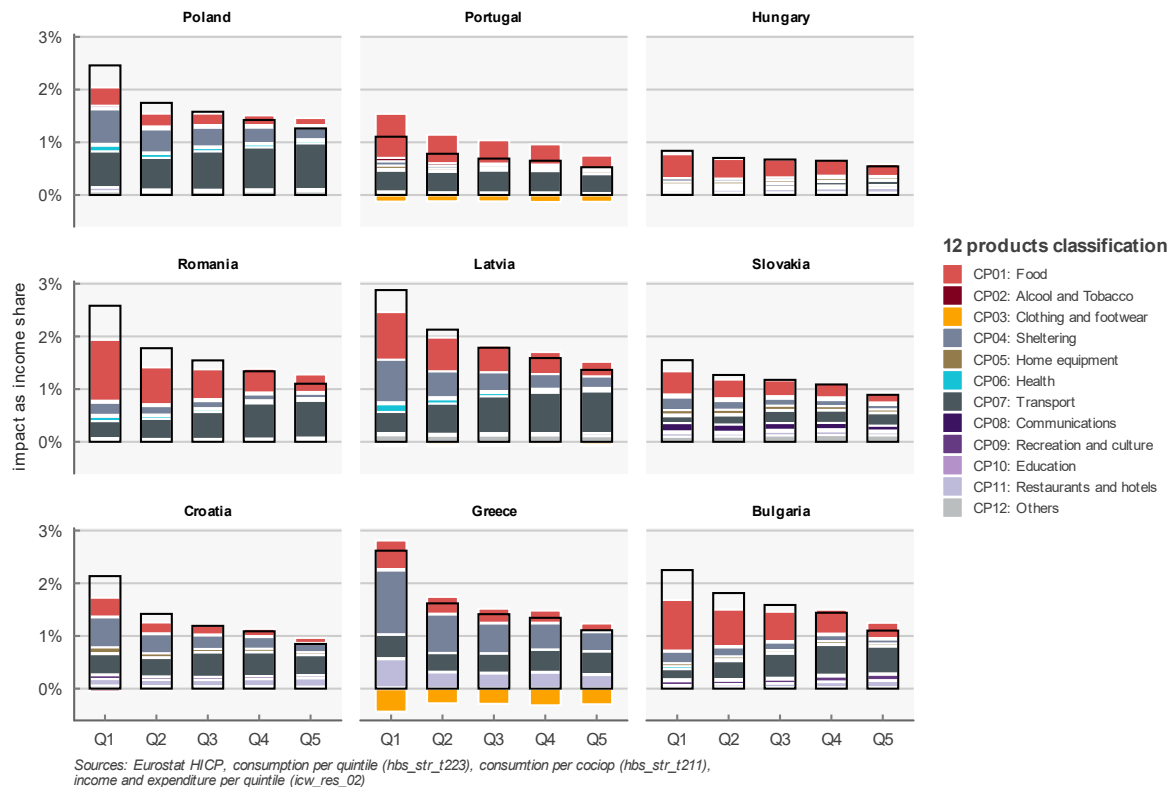 Poland
Portugal
Hungary
3%
2%
1%
0%
Romania
Latvia
Slovakia
3%
2%
1%
0%
impact as income share
Croatia
Greece
Bulgaria
3%
2%
1%
0%
Q1 Q2 Q3 Q4 Q5
Q1 Q2 Q3 Q4 Q5
Q1 Q2 Q3 Q4 Q5
12 products classification
CP01: Food
CP02: Alcool and Tobacco
CP03: Clothing and footwear
CP04: Sheltering
CP05: Home equipment
CP06: Health
CP07: Transport
CP08: Communications
CP09: Recreation and culture
CP10: Education
CP11: Restaurants and hotels
CP12: Others
Sources: Eurostat HICP, consumption per quintile (hbs_str_t223), consumtion per cocicop (hbs_str_t211),
income and expenditure per quintile (icw_res_02)